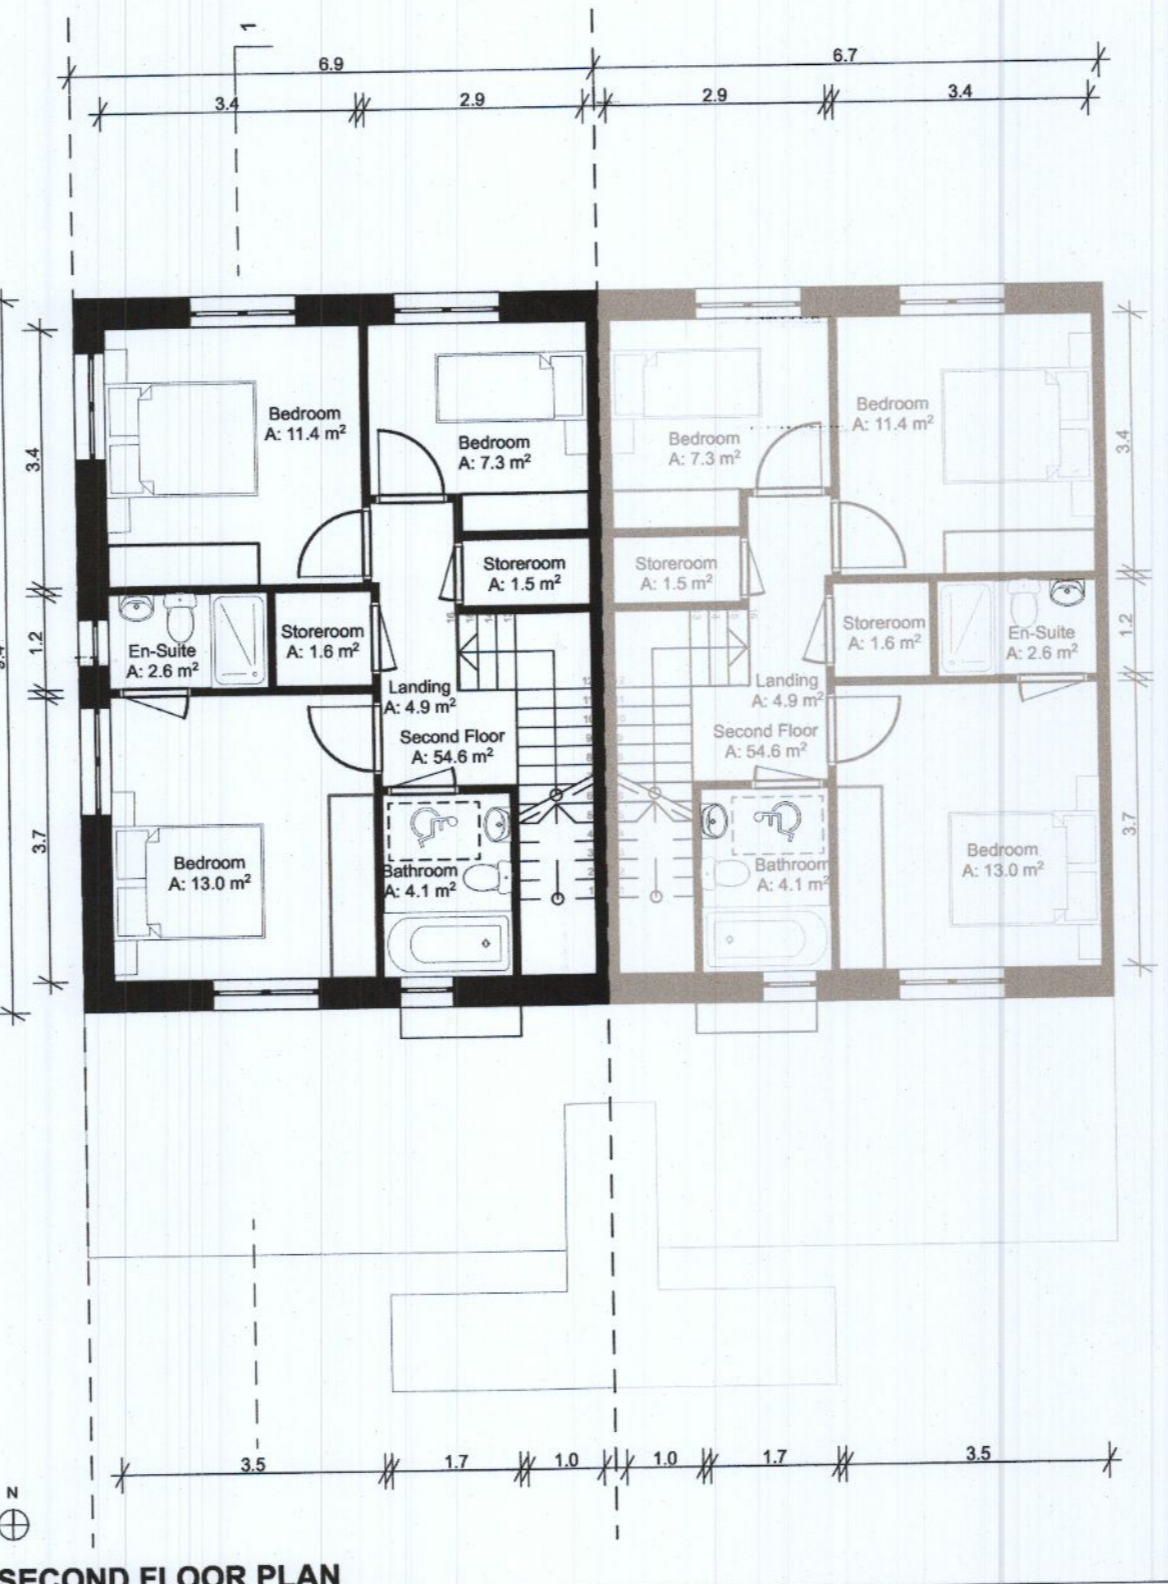 1
6.9
6.7
3.4
2.9
2.9
3.4
Bedroom
A: 11.4 m²
Bedroom
A: 7.3 m²
Bedroom
A: 7.3 m²
Bedroom
A: 11.4 m²
3.4
3.4
Storeroom
A: 1.5 m²
Storeroom
A: 1.5 m²
1.2
En-Suite
A: 2.6 m²
Storeroom
A: 1.6 m²
Storeroom
A: 1.6 m²
En-Suite
A: 2.6 m²
1.2
Landing
A: 4.9 m²
Landing
A: 4.9 m²
Second Floor
A: 54.6 m²
Second Floor
A: 54.6 m²
3.7
Bedroom
A: 13.0 m²
Bathroom
A: 4.1 m²
Bathroom
A: 4.1 m²
Bedroom
A: 13.0 m²
3.7
3.5
1.7
1.0
1.0
1.7
3.5
N
SECOND FLOOR PLAN